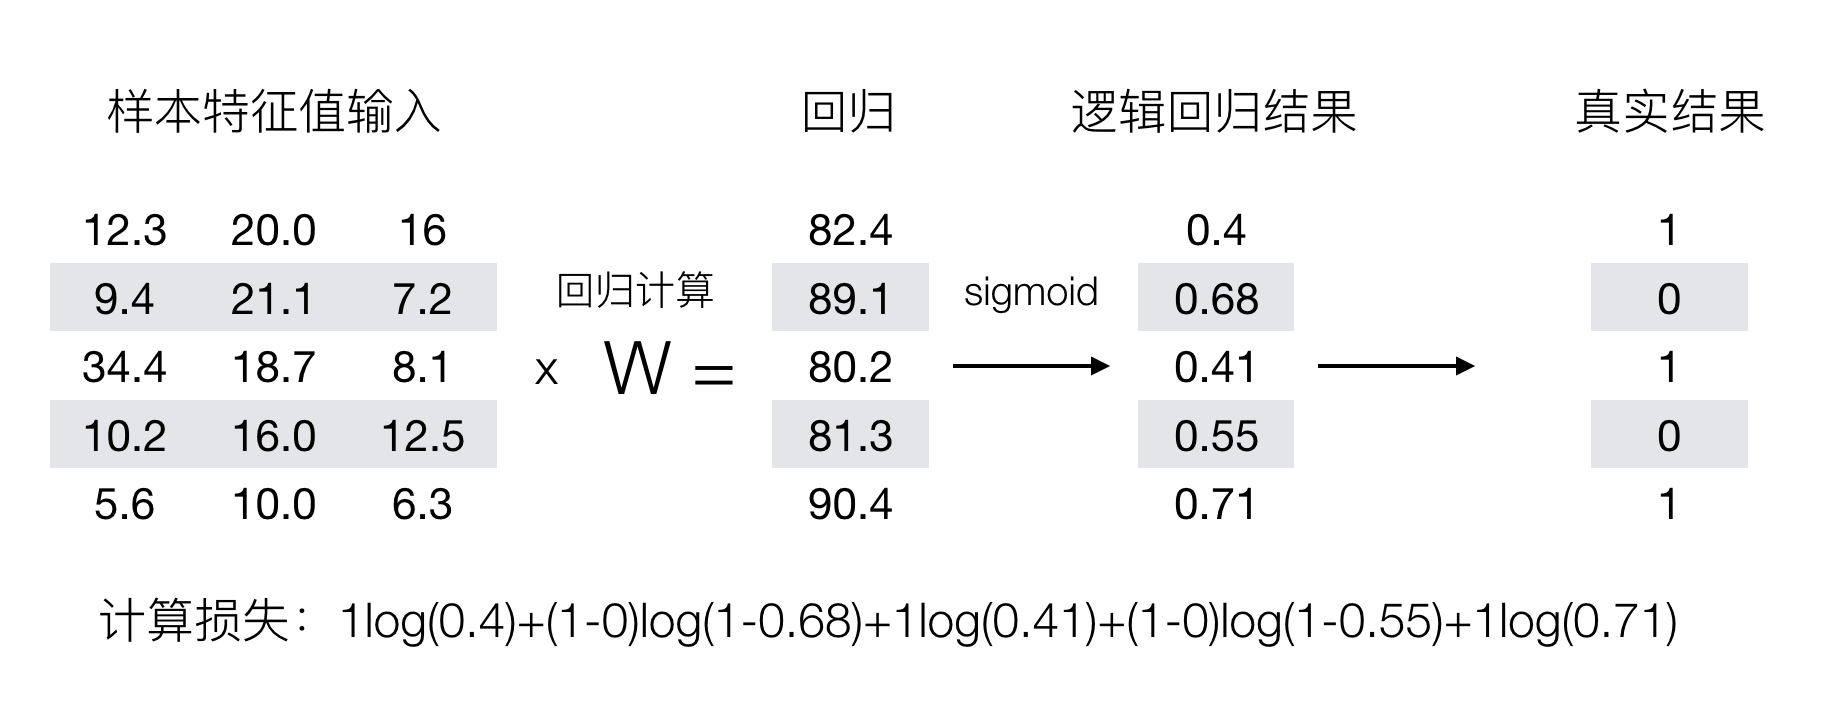 样本特征值输入 回归 逻辑回归结果 真实结果
12.3 20.0 16 82.4 0.4 1
9.4 21.1 7.2 回归计算 89.1 sigmoid 0.68 0
34.4 18.7 8.1 x W = 80.2 0.41 1
10.2 16.0 12.5 81.3 0.55 0
5.6 10.0 6.3 90.4 0.71 1
计算损失：1log(0.4)+(1-0)log(1-0.68)+1log(0.41)+(1-0)log(1-0.55)+1log(0.71)